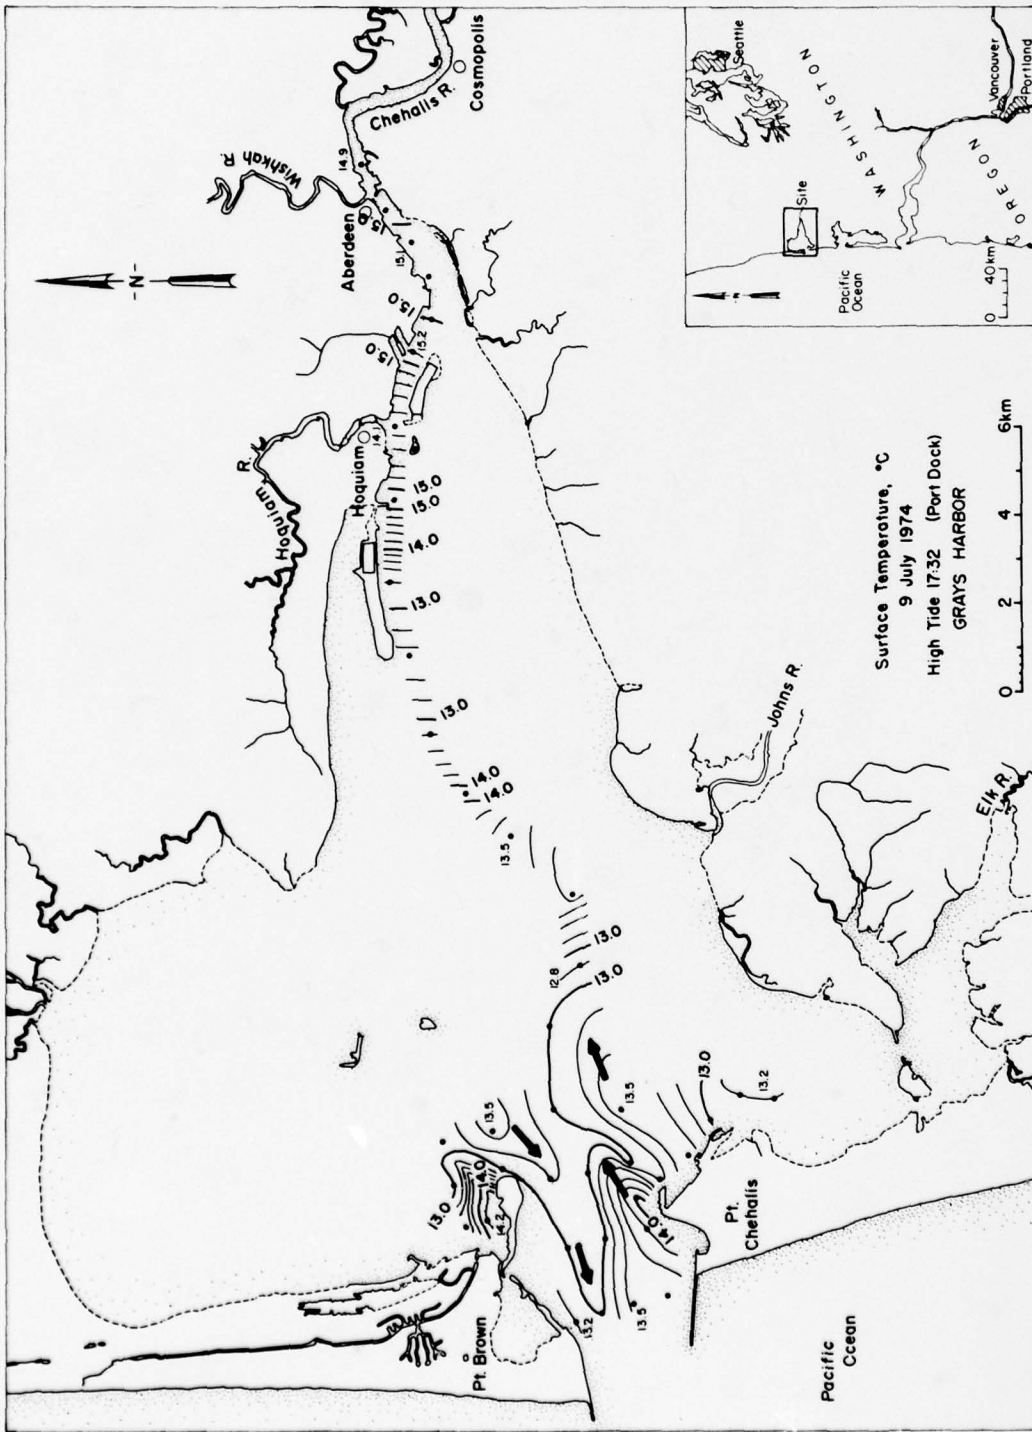 Seattle
WASHINGTON
Vancouver
Portland
OREGON
Site
Pacific
Ocean
0 40km
-N-
Cosmopolis
Chehalis R.
Wishkah R.
14.9
Aberdeen
15.1
15.0
15.0
15.2
Hoquiam R.
Hoquiam
14.1
15.0
15.0
14.0
13.0
13.0
14.0
14.0
13.5
13.0
12.8
13.0
13.5
13.0
13.2
13.5
13.0
14.0
14.2
14.0
13.5
13.2
Johns R.
Elk R.
Pt.
Chehalis
Pt. Brown
Pacific
Ocean
Surface Temperature, °C
9 July 1974
High Tide 17:32 (Port Dock)
GRAYS HARBOR
0 2 4 6km